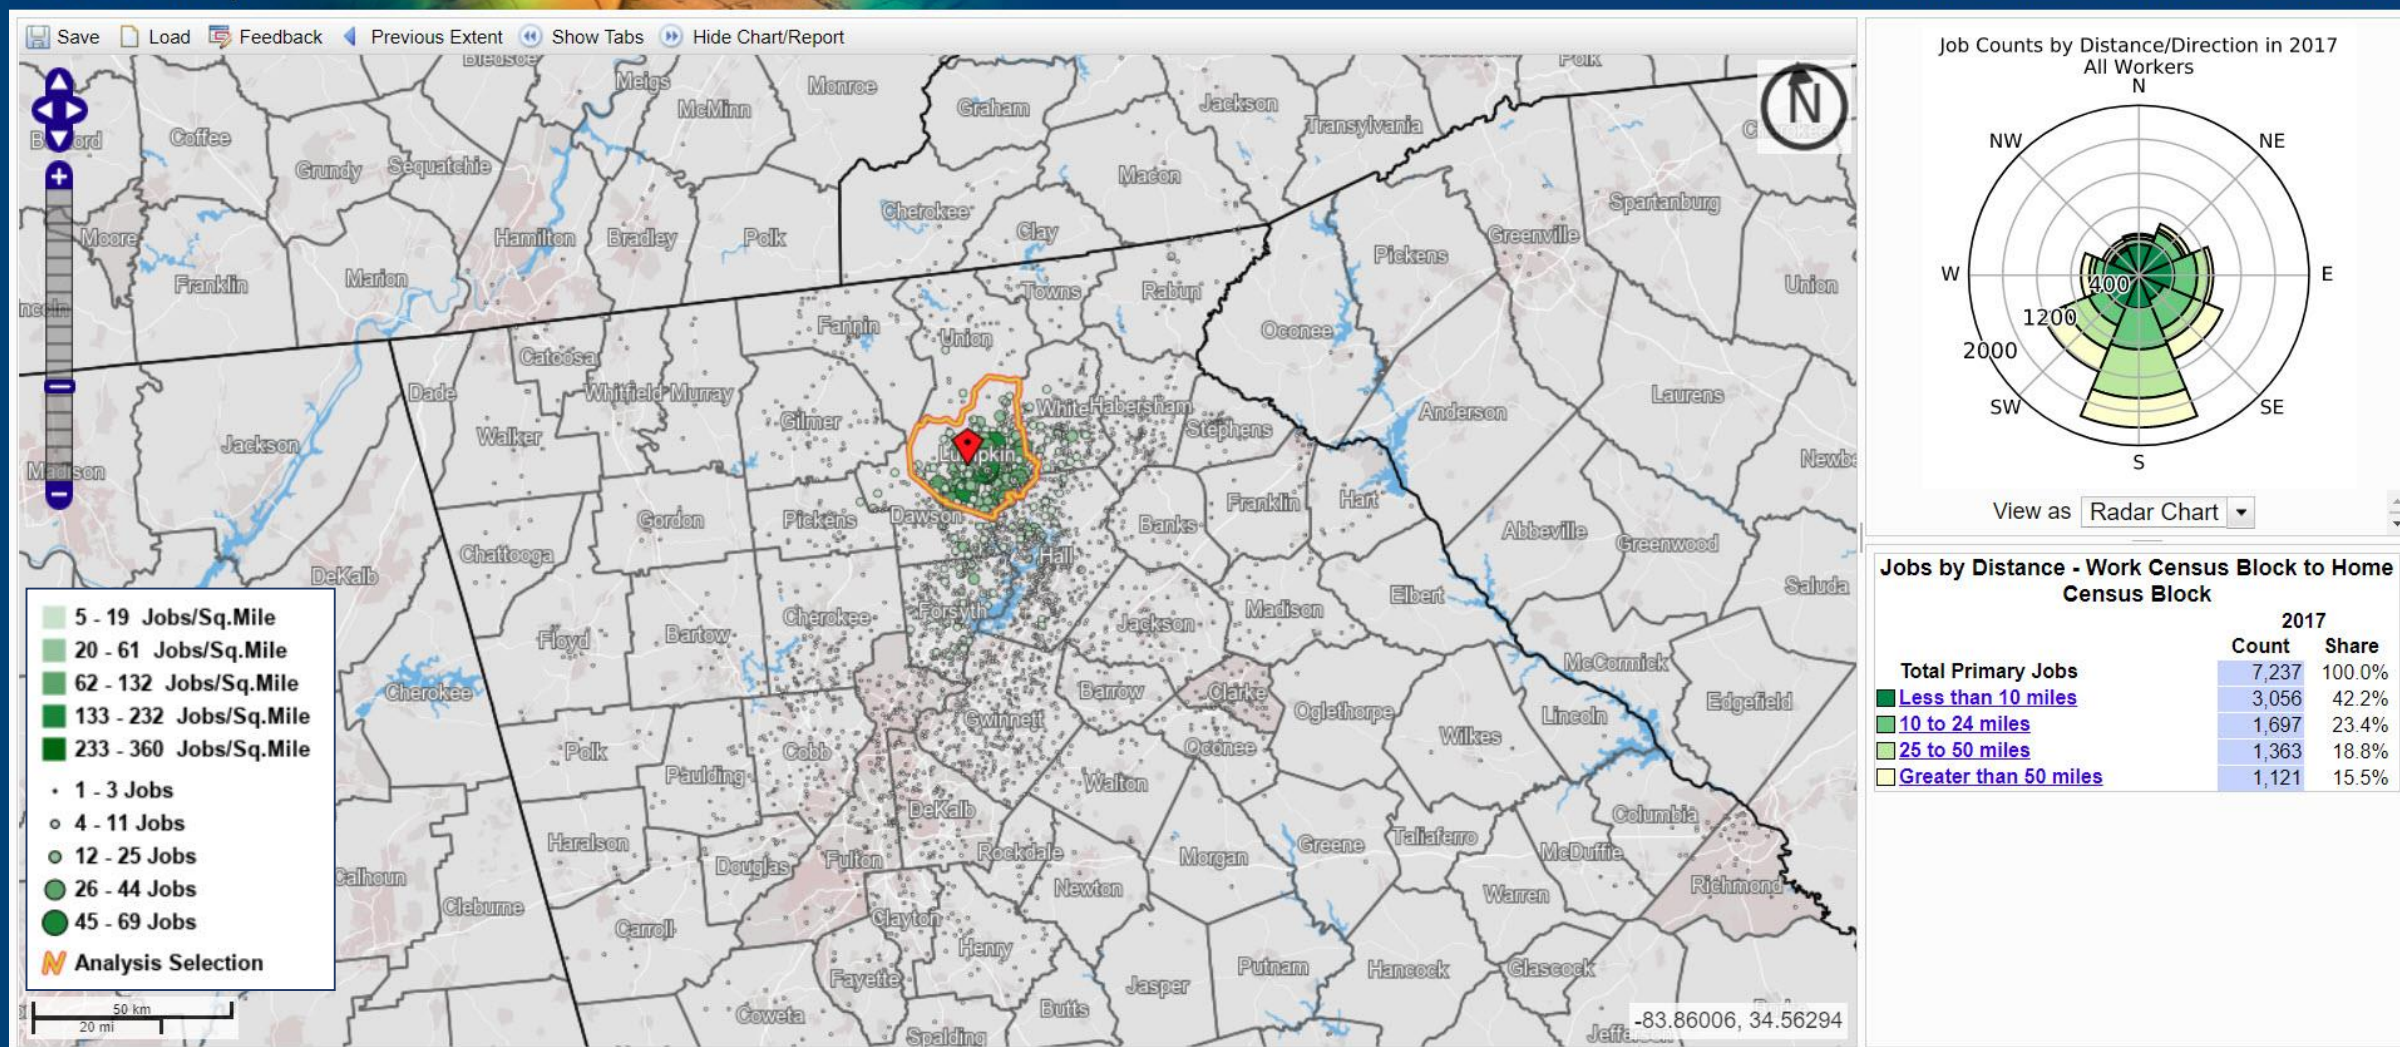 Save Load Feedback Previous Extent Show Tabs Hide Chart/Report
Bledsoe
Meigs
Monroe
McMinn
Graham
Jackson
Polk
Transylvania
Coffee
Grundy
Sequatchie
Macon
Cherokee
Spartanburg
Moore
Hamilton
Bradley
Polk
Clay
Greenville
Pickens
Franklin
Marion
Towns
Rabun
Union
Fannin
Union
Oconee
Catoosa
Dade
Whitfield
Murray
Gilmer
White
Habersham
Stephens
Anderson
Laurens
Walker
Jackson
Lumpkin
Madison
Gordon
Pickens
Dawson
Banks
Franklin
Hart
Abbeville
Greenwood
Chattooga
Hall
DeKalb
Saluda
Elbert
Forsyth
Cherokee
Bartow
Floyd
Jackson
Madison
McCormick
Cherokee
Barrow
Clarke
Edgefield
Gwinnett
Oglethorpe
Lincoln
Wilkes
Polk
Cobb
Oconee
Paulding
Walton
DeKalb
Columbia
Haralson
Douglas
Fulton
Rockdale
Morgan
Greene
Taliaferro
McDuffie
Calhoun
Newton
Warren
Richmond
Cleburne
Clayton
Carroll
Henry
Fayette
Jasper
Putnam
Hancock
Glascock
Coweta
Butts
Spalding
N
5 - 19 Jobs/Sq.Mile
20 - 61 Jobs/Sq.Mile
62 - 132 Jobs/Sq.Mile
133 - 232 Jobs/Sq.Mile
233 - 360 Jobs/Sq.Mile
1 - 3 Jobs
4 - 11 Jobs
12 - 25 Jobs
26 - 44 Jobs
45 - 69 Jobs
Analysis Selection
50 km
20 mi
-83.86006, 34.56294
Job Counts by Distance/Direction in 2017
All Workers
N
NW NE
W E
400
1200
2000
SW SE
S
View as Radar Chart
Jobs by Distance - Work Census Block to Home
Census Block
2017
Count Share
Total Primary Jobs 7,237 100.0%
Less than 10 miles 3,056 42.2%
10 to 24 miles 1,697 23.4%
25 to 50 miles 1,363 18.8%
Greater than 50 miles 1,121 15.5%